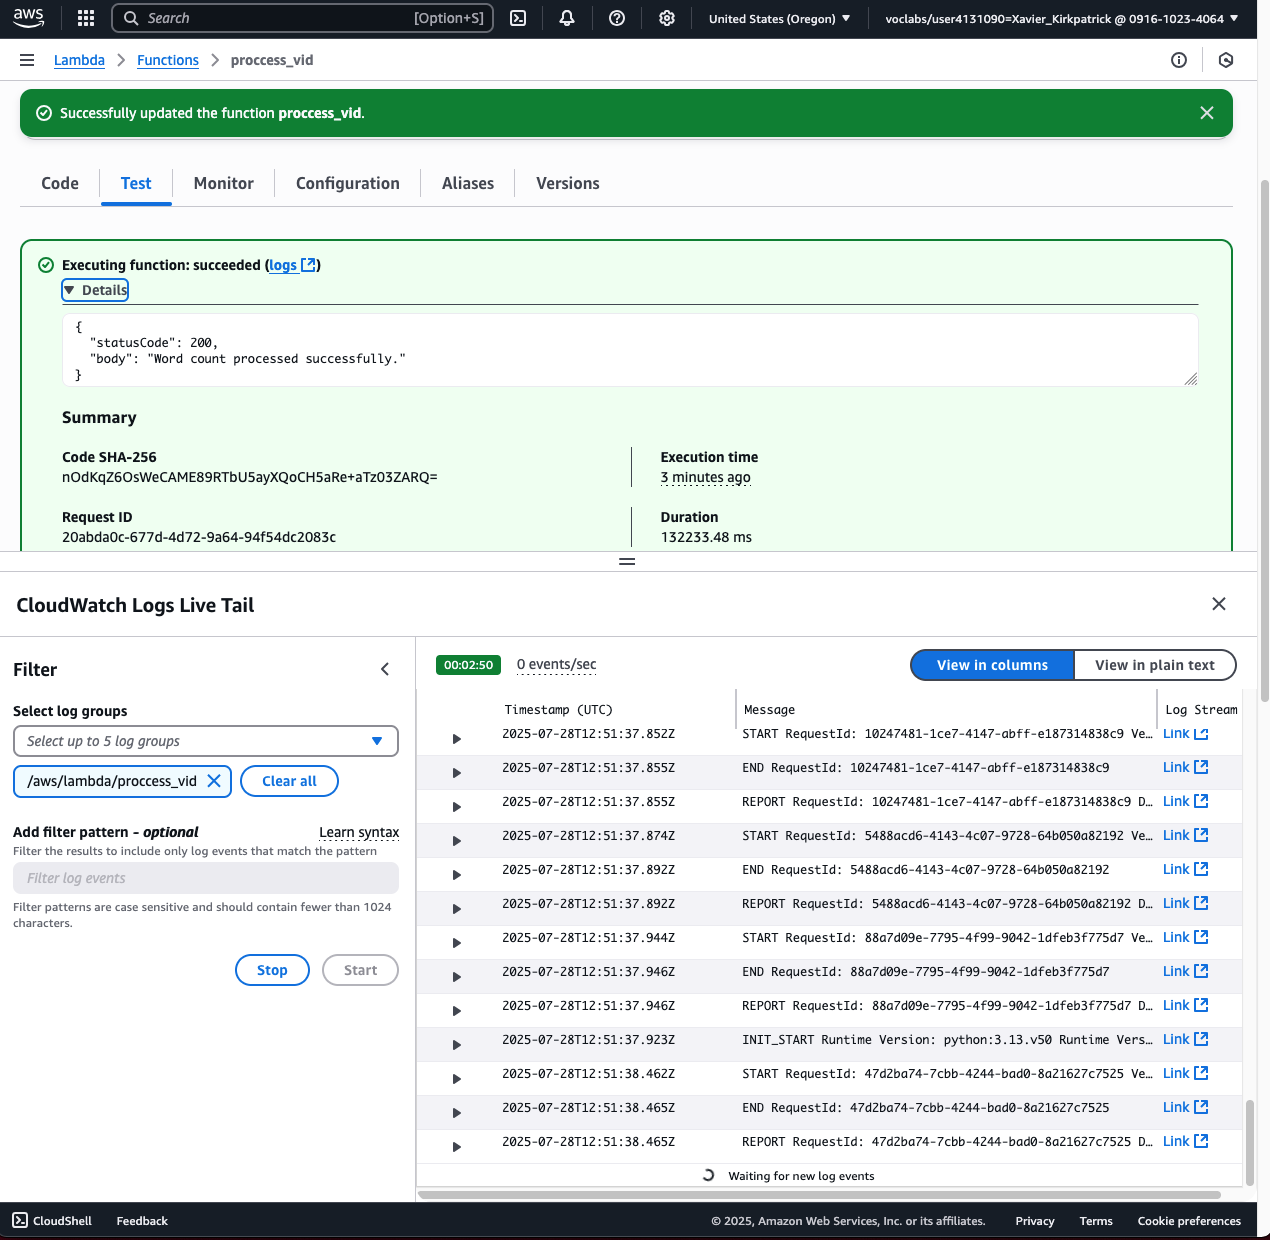 aws
Search [Option+S]
United States (Oregon)
voclabs/user4131090=Xavier_Kirkpatrick @ 0916-1023-4064
Lambda
Functions
proccess_vid
Successfully updated the function proccess_vid.
Code
Test
Monitor
Configuration
Aliases
Versions
Executing function: succeeded (logs)
Details
{
"statusCode": 200,
"body": "Word count processed successfully."
}
Summary
Code SHA-256
nOdKqZ6OsWeCAME89RTbU5ayXQoCH5aRe+aTz03ZARQ=
Execution time
3 minutes ago
Request ID
20abda0c-677d-4d72-9a64-94f54dc2083c
Duration
132233.48 ms
CloudWatch Logs Live Tail
Filter
Select log groups
Select up to 5 log groups
/aws/lambda/proccess_vid
Clear all
Add filter pattern - optional
Learn syntax
Filter the results to include only log events that match the pattern
Filter log events
Filter patterns are case sensitive and should contain fewer than 1024
characters.
Stop
Start
00:02:50
0 events/sec
View in columns
View in plain text
Timestamp (UTC) Message Log Stream
2025-07-28T12:51:37.852Z START RequestId: 10247481-1ce7-4147-abff-e187314838c9 Ve… Link
2025-07-28T12:51:37.855Z END RequestId: 10247481-1ce7-4147-abff-e187314838c9 Link
2025-07-28T12:51:37.855Z REPORT RequestId: 10247481-1ce7-4147-abff-e187314838c9 D… Link
2025-07-28T12:51:37.874Z START RequestId: 5488acd6-4143-4c07-9728-64b050a82192 Ve… Link
2025-07-28T12:51:37.892Z END RequestId: 5488acd6-4143-4c07-9728-64b050a82192 Link
2025-07-28T12:51:37.892Z REPORT RequestId: 5488acd6-4143-4c07-9728-64b050a82192 D… Link
2025-07-28T12:51:37.944Z START RequestId: 88a7d09e-7795-4f99-9042-1dfeb3f775d7 Ve… Link
2025-07-28T12:51:37.946Z END RequestId: 88a7d09e-7795-4f99-9042-1dfeb3f775d7 Link
2025-07-28T12:51:37.946Z REPORT RequestId: 88a7d09e-7795-4f99-9042-1dfeb3f775d7 D… Link
2025-07-28T12:51:37.923Z INIT_START Runtime Version: python:3.13.v50 Runtime Vers… Link
2025-07-28T12:51:38.462Z START RequestId: 47d2ba74-7cbb-4244-bad0-8a21627c7525 Ve… Link
2025-07-28T12:51:38.465Z END RequestId: 47d2ba74-7cbb-4244-bad0-8a21627c7525 Link
2025-07-28T12:51:38.465Z REPORT RequestId: 47d2ba74-7cbb-4244-bad0-8a21627c7525 D… Link
Waiting for new log events
CloudShell
Feedback
© 2025, Amazon Web Services, Inc. or its affiliates.
Privacy
Terms
Cookie preferences